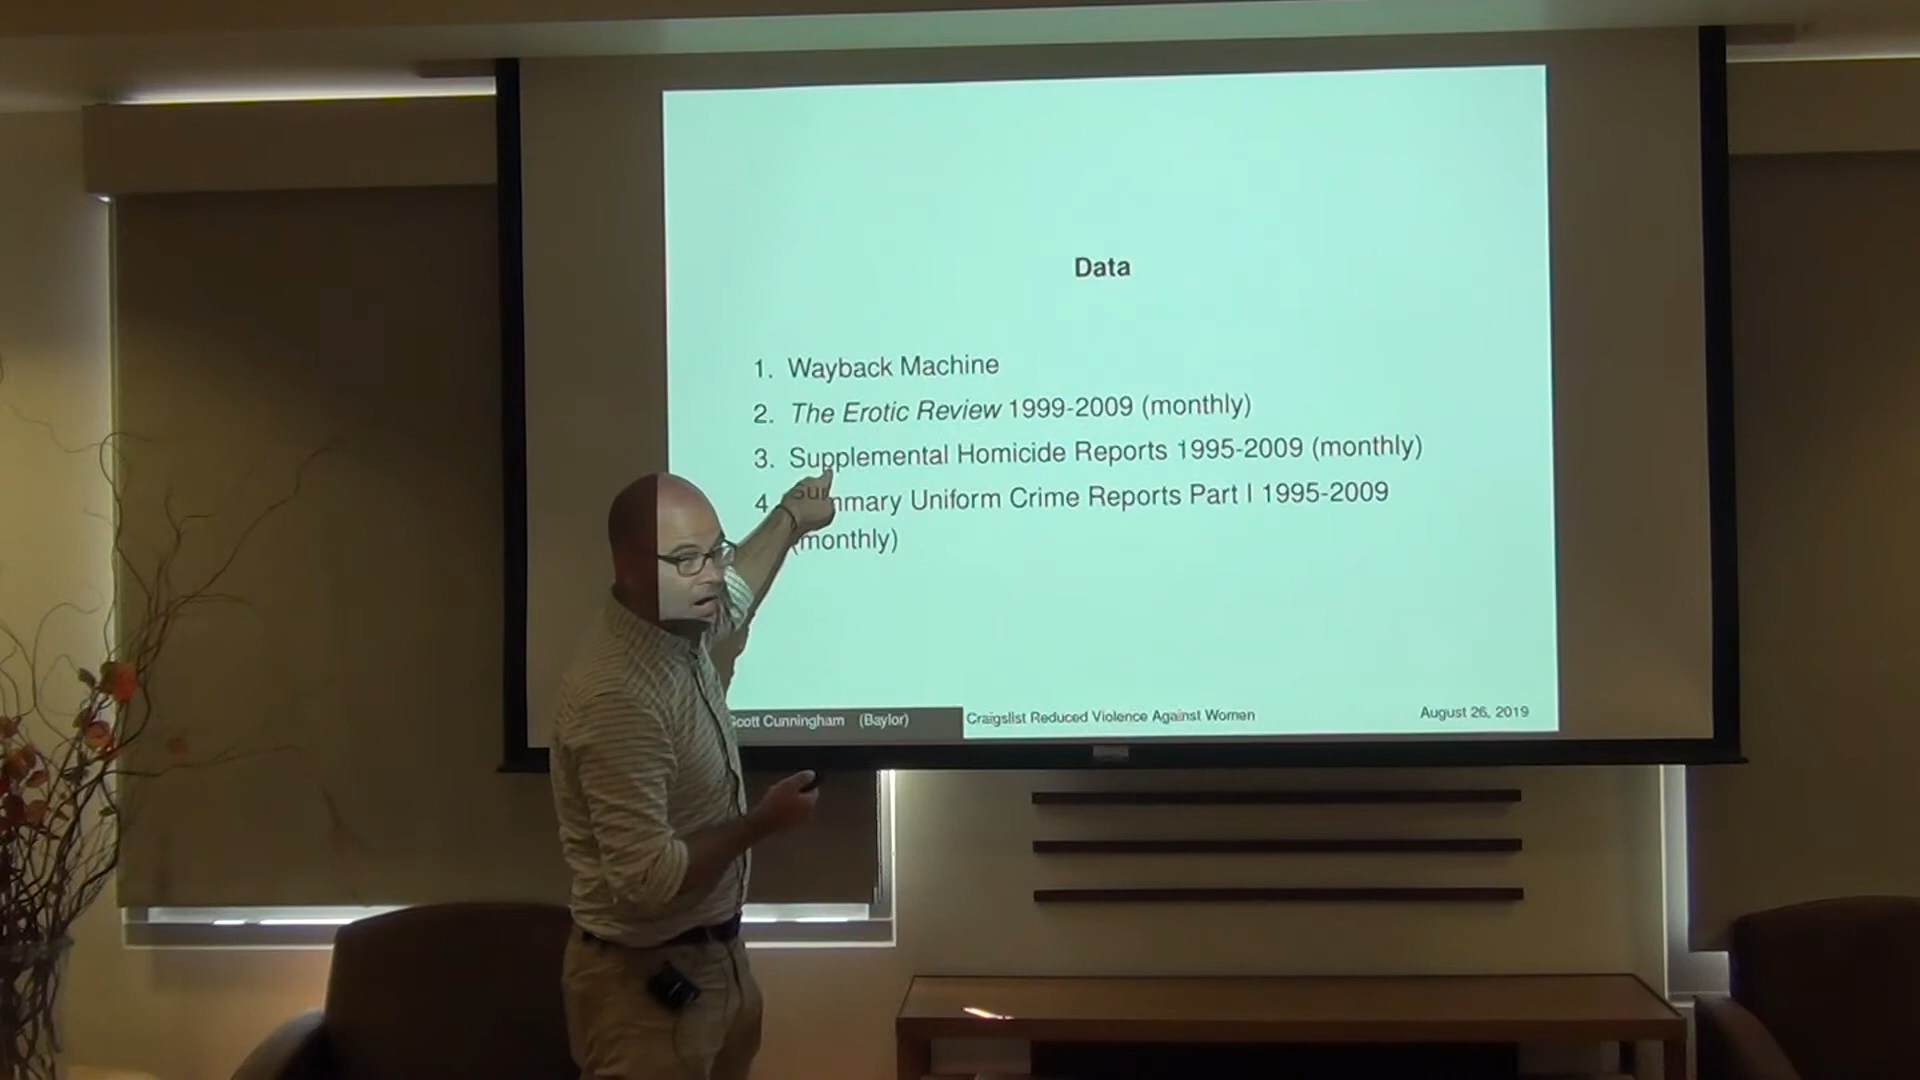 Data
1. Wayback Machine
2. The Erotic Review 1999-2009 (monthly)
3. Supplemental Homicide Reports 1995-2009 (monthly)
4. Summary Uniform Crime Reports Part I 1995-2009
(monthly)
Scott Cunningham (Baylor) Craigslist Reduced Violence Against Women August 26, 2019